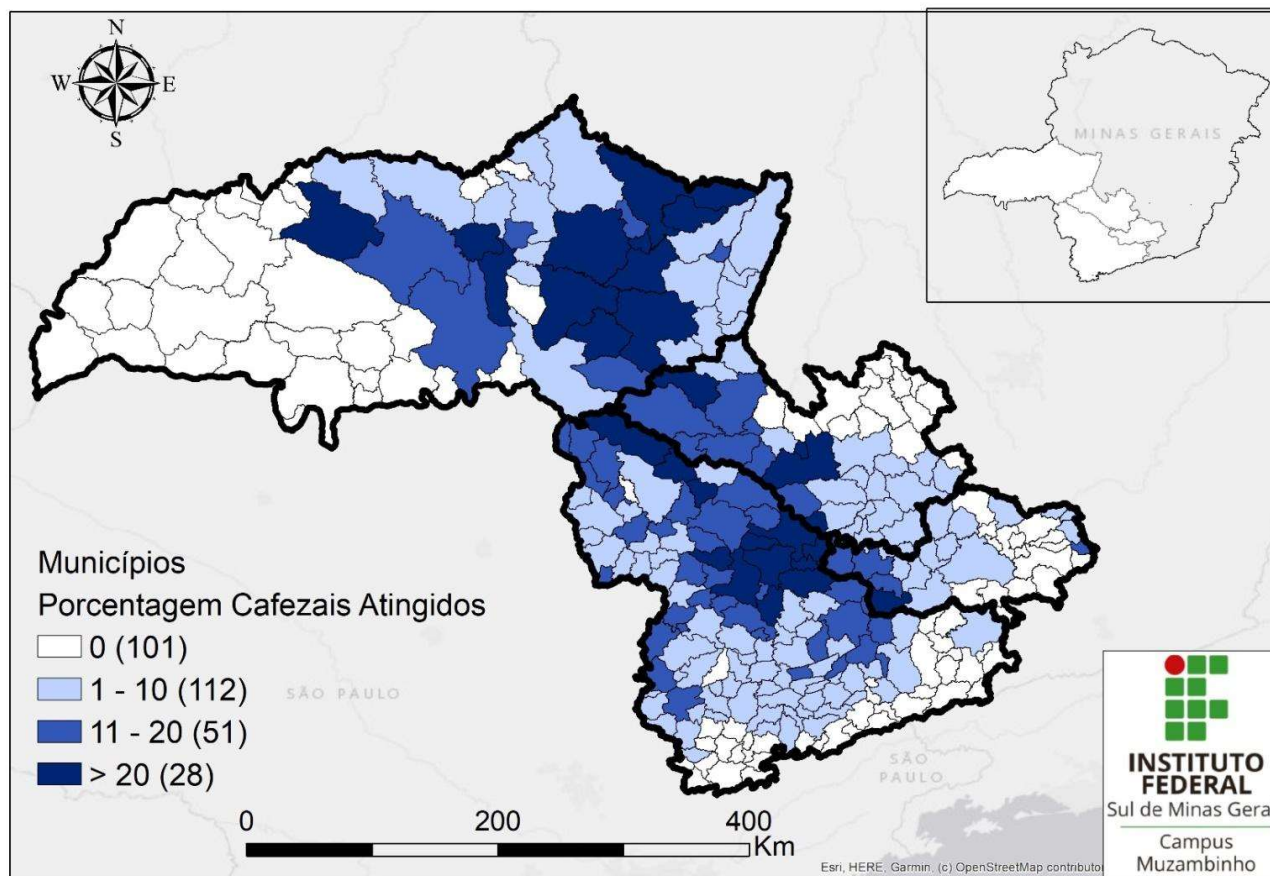 N
W E
S
MINAS GERAIS
Municípios
Porcentagem Cafezais Atingidos
0 (101)
1 - 10 (112)
11 - 20 (51)
> 20 (28)
SÃO PAULO
SÃO
PAULO
0 200 400
Km
Esri, HERE, Garmin, (c) OpenStreetMap contributor
INSTITUTO
FEDERAL
Sul de Minas Gera
Campus
Muzambinho